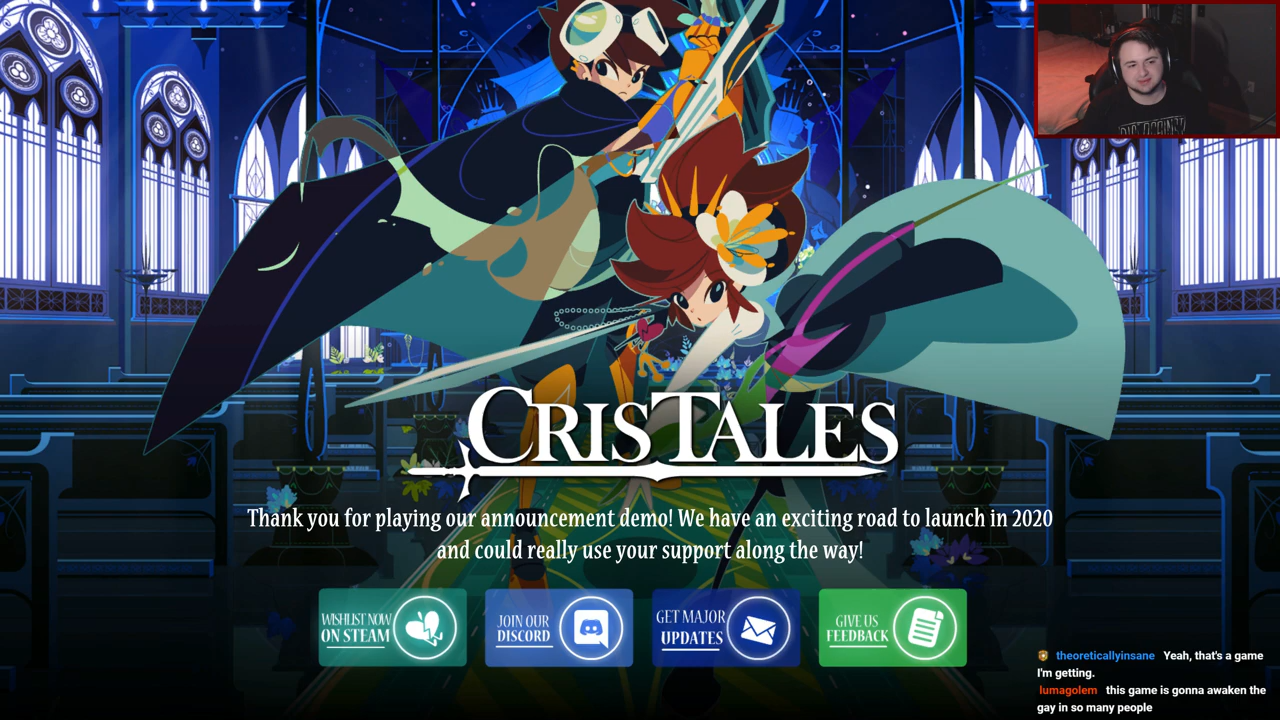 CRIS TALES
Thank you for playing our announcement demo! We have an exciting road to launch in 2020
and could really use your support along the way!
WISHLIST NOW
ON STEAM
JOIN OUR
DISCORD
GET MAJOR
UPDATES
GIVE US
FEEDBACK
theoreticallyinsane Yeah, that's a game
I'm getting.
lumagolem this game is gonna awaken the
gay in so many people